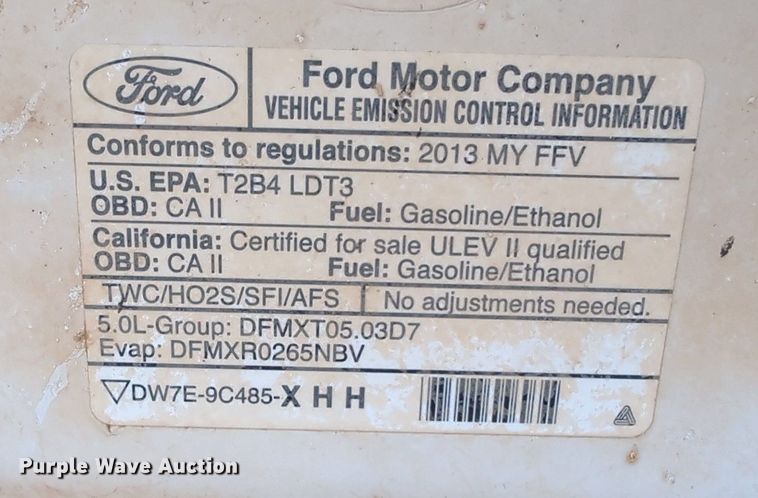 Ford
Ford Motor Company
VEHICLE EMISSION CONTROL INFORMATION
Conforms to regulations: 2013 MY FFV
U.S. EPA: T2B4 LDT3
OBD: CA II Fuel: Gasoline/Ethanol
California: Certified for sale ULEV II qualified
OBD: CA II Fuel: Gasoline/Ethanol
TWC/HO2S/SFI/AFS No adjustments needed.
5.0L-Group: DFMXT05.03D7
Evap: DFMXR0265NBV
DW7E-9C485-X H H
Purple Wave Auction